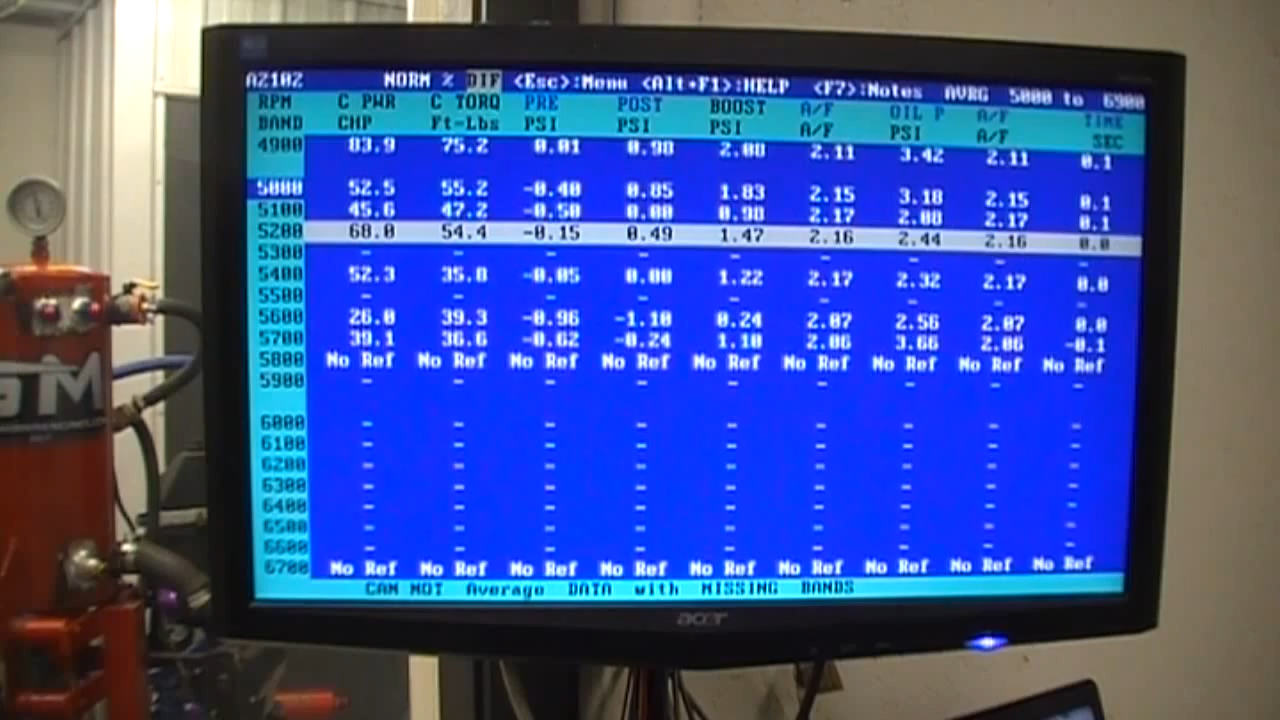 AZ102 NORM % DIF <Esc>:Menu <Alt+F1>:HELP <F7>:Notes AVRG 5000 to 6900
RPM C PWR C TORQ PRE POST BOOST A/F OIL P A/F TIME
BAND CHP Ft-Lbs PSI PSI PSI A/F PSI A/F SEC
4900 83.9 75.2 0.01 0.98 2.08 2.11 3.42 2.11 0.1
5000 52.5 55.2 -0.40 0.85 1.83 2.15 3.18 2.15 0.1
5100 45.6 47.2 -0.50 0.00 0.98 2.17 2.08 2.17 0.1
5200 68.0 54.4 -0.15 0.49 1.47 2.16 2.44 2.16 0.0
5300 - - - - - - - - -
5400 52.3 35.8 -0.05 0.00 1.22 2.17 2.32 2.17 0.0
5500 - - - - - - - - -
5600 26.0 39.3 -0.96 -1.10 0.24 2.07 2.56 2.07 0.0
5700 39.1 36.6 -0.62 -0.24 1.10 2.06 3.66 2.06 -0.1
5800 No Ref No Ref No Ref No Ref No Ref No Ref No Ref No Ref No Ref
5900 - - - - - - - - -
6000 - - - - - - - - -
6100 - - - - - - - - -
6200 - - - - - - - - -
6300 - - - - - - - - -
6400 - - - - - - - - -
6500 - - - - - - - - -
6600 - - - - - - - - -
6700 No Ref No Ref No Ref No Ref No Ref No Ref No Ref No Ref No Ref
CAN NOT Average DATA with MISSING BANDS
acer
SM